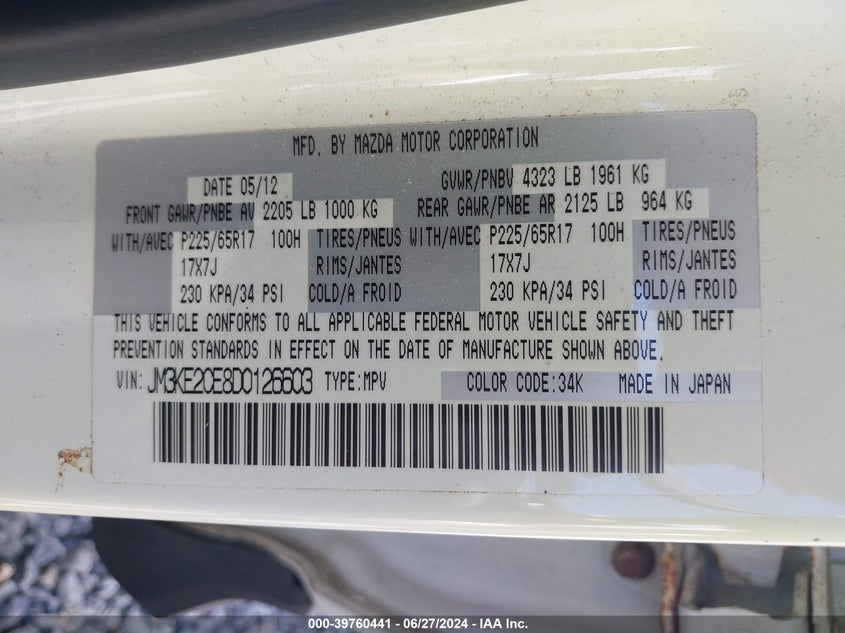 MFD. BY MAZDA MOTOR CORPORATION
DATE 05/12 GVWR/PNBV 4323 LB 1961 KG
FRONT GAWR/PNBE AV 2205 LB 1000 KG REAR GAWR/PNBE AR 2125 LB 964 KG
WITH/AVEC P225/65R17 100H TIRES/PNEUS WITH/AVEC P225/65R17 100H TIRES/PNEUS
17X7J RIMS/JANTES 17X7J RIMS/JANTES
230 KPA/34 PSI COLD/A FROID 230 KPA/34 PSI COLD/A FROID
THIS VEHICLE CONFORMS TO ALL APPLICABLE FEDERAL MOTOR VEHICLE SAFETY AND THEFT
PREVENTION STANDARDS IN EFFECT ON THE DATE OF MANUFACTURE SHOWN ABOVE.
VIN: JM3KE2CE8D0126603 TYPE:MPV COLOR CODE:34K MADE IN JAPAN
000-39760441 - 06/27/2024 - IAA Inc.